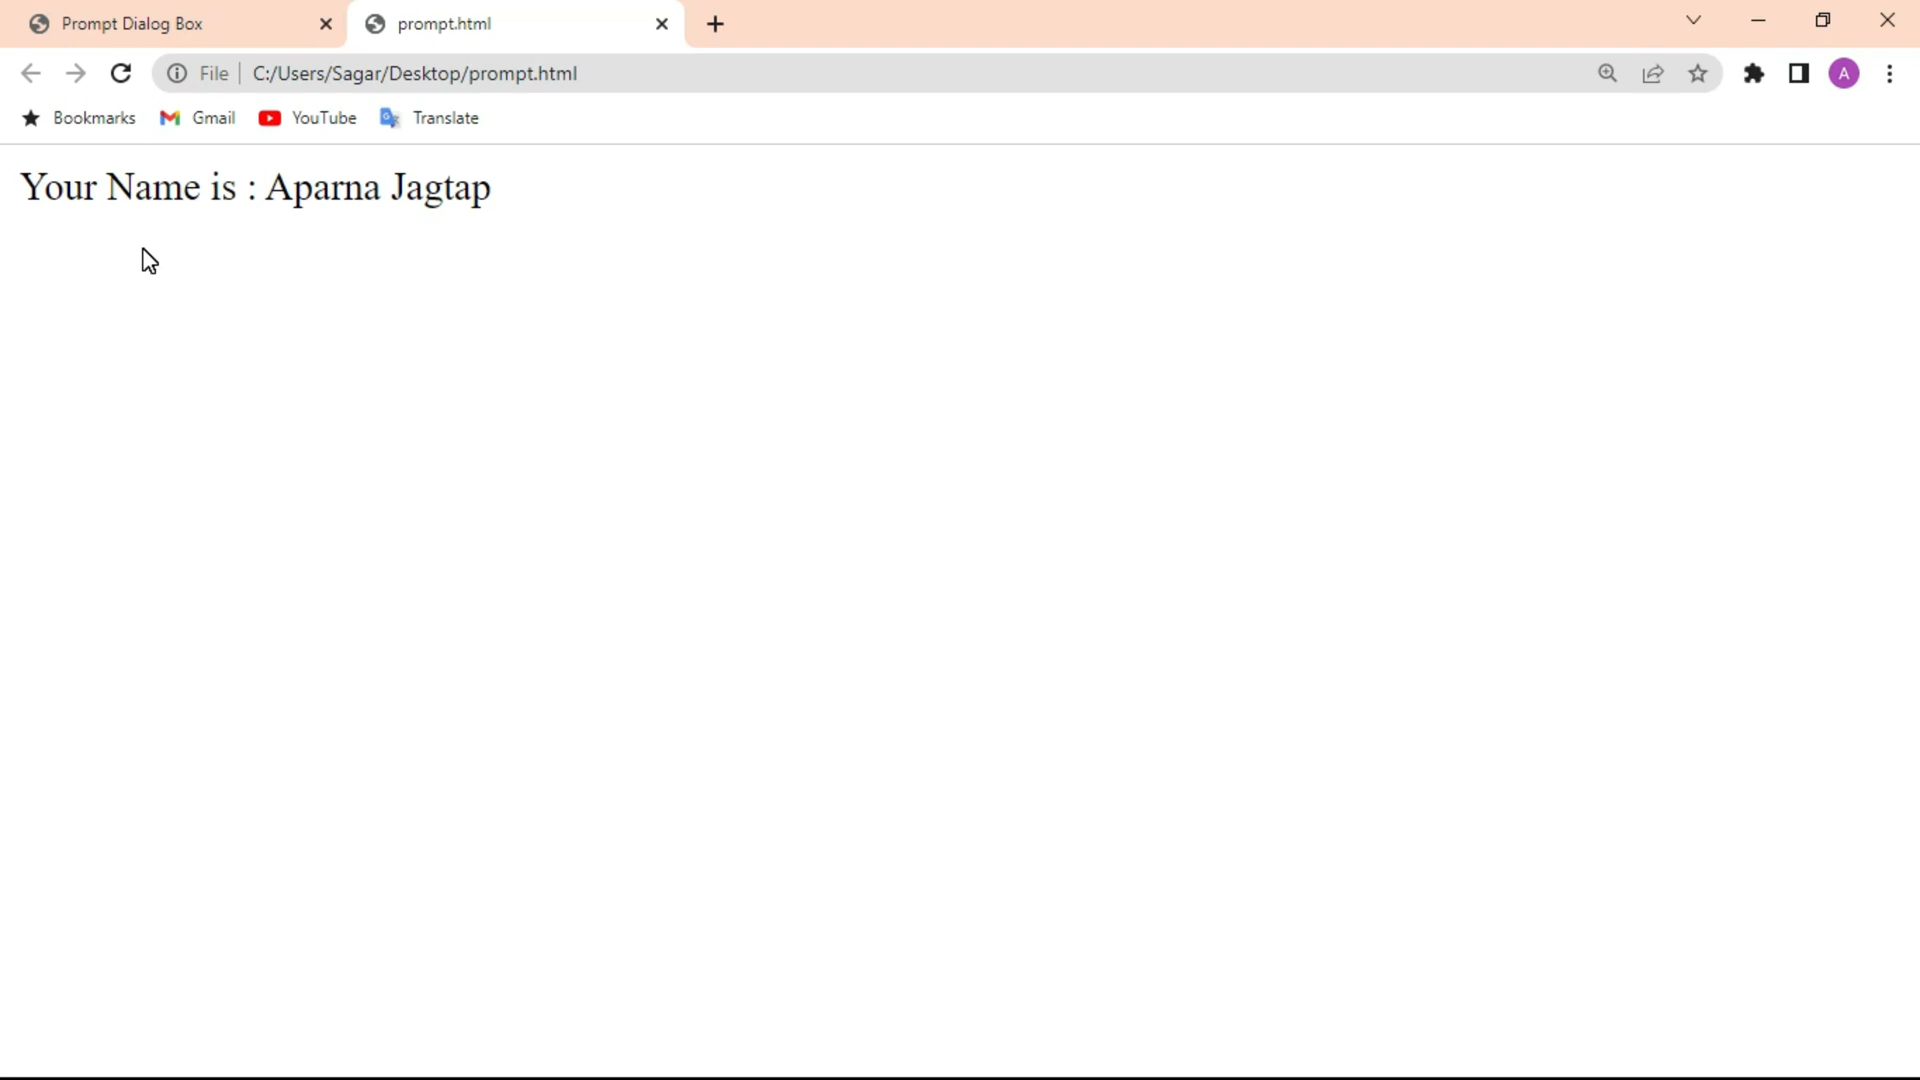 Prompt Dialog Box
prompt.html
File
C:/Users/Sagar/Desktop/prompt.html
A
Bookmarks
Gmail
YouTube
Translate
Your Name is : Aparna Jagtap